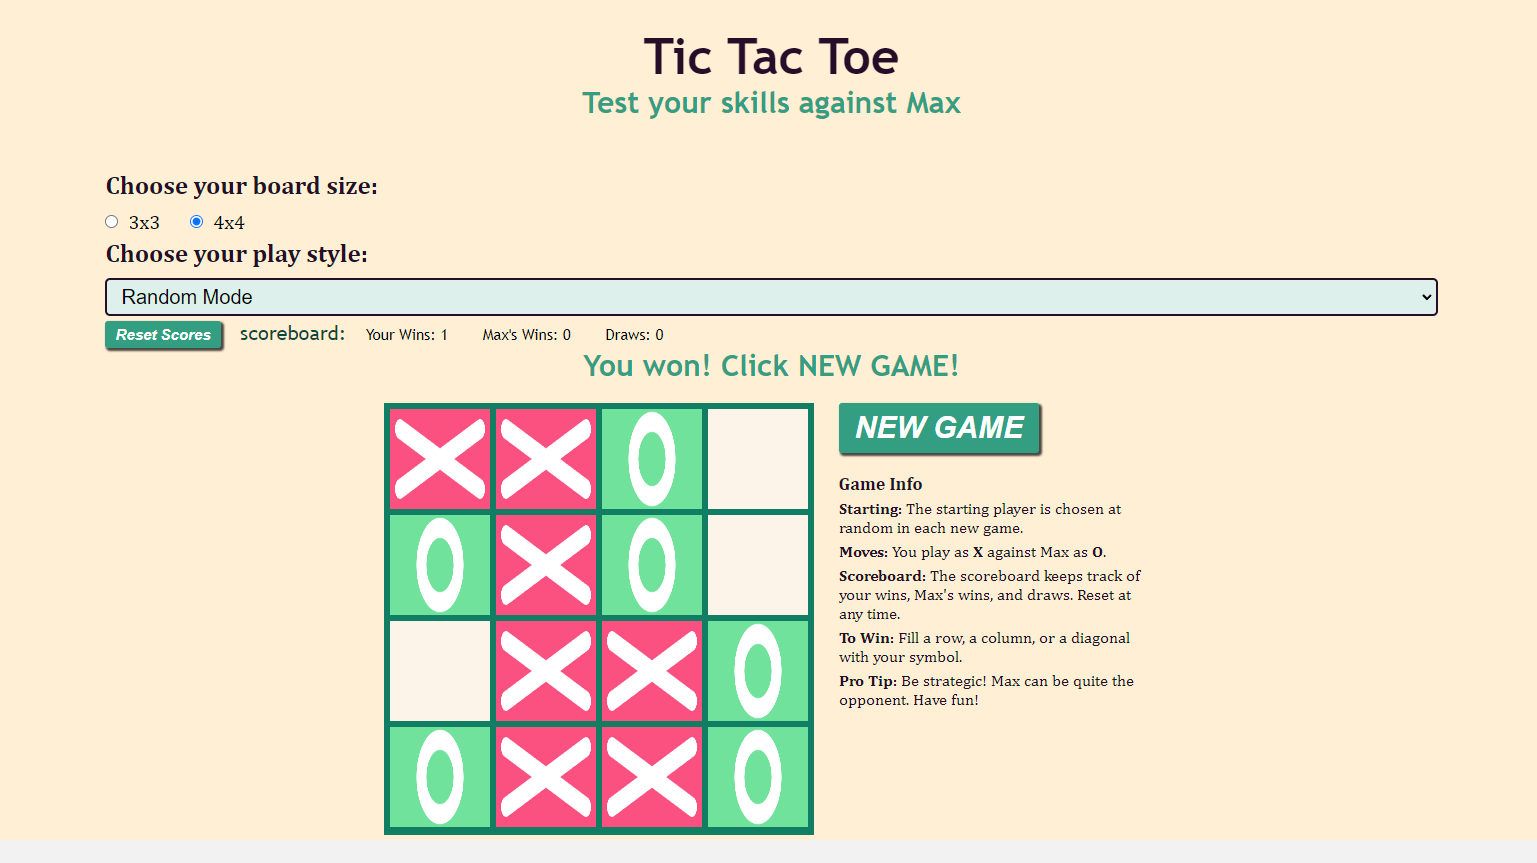 Tic Tac Toe
Test your skills against Max
Choose your board size:
3x3 4x4
Choose your play style:
Random Mode
Reset Scores scoreboard: Your Wins: 1 Max's Wins: 0 Draws: 0
You won! Click NEW GAME!
X X O
O X O
X X O
O X X O
NEW GAME
Game Info
Starting: The starting player is chosen at
random in each new game.
Moves: You play as X against Max as O.
Scoreboard: The scoreboard keeps track of
your wins, Max's wins, and draws. Reset at
any time.
To Win: Fill a row, a column, or a diagonal
with your symbol.
Pro Tip: Be strategic! Max can be quite the
opponent. Have fun!